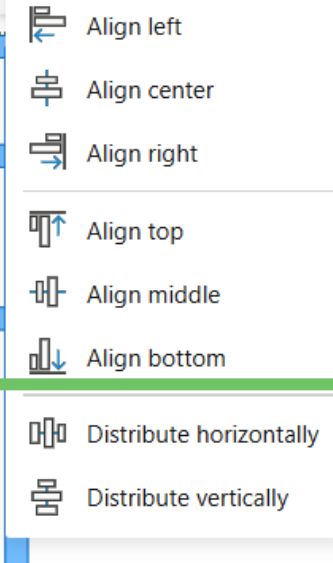 Align left
Align center
Align right
Align top
Align middle
Align bottom
Distribute horizontally
Distribute vertically